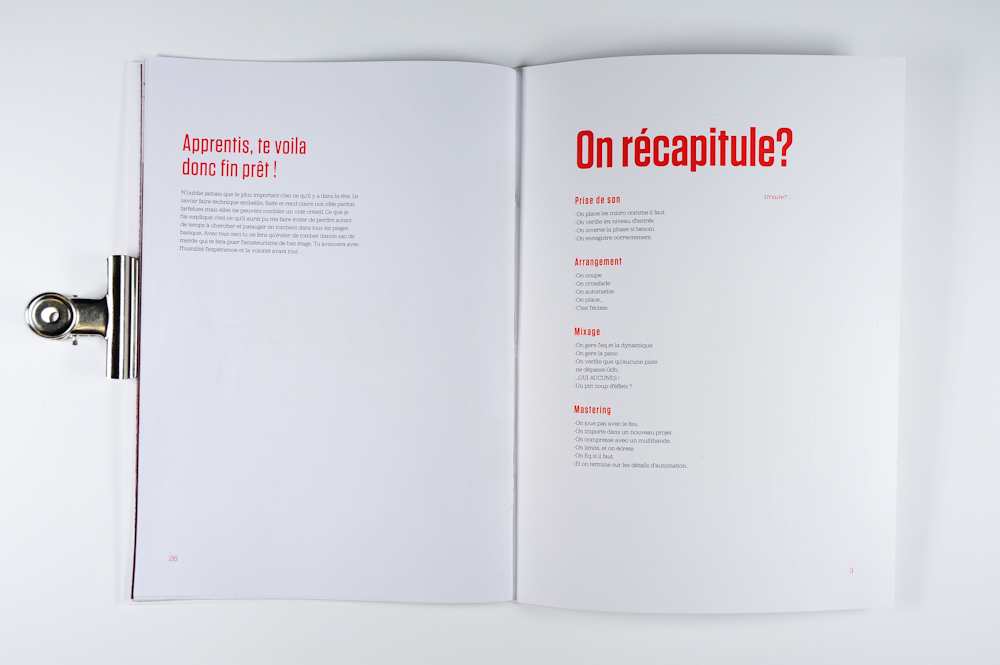 Apprentis, te voila
donc fin prêt !
N'oublie jamais que le plus important c'est ce qu'il y a dans ta tête. Le
savoir faire technique embellie, flatte et rend claire nos idée parfois
farfelues mais elles ne peuvent combler un vide créatif. Ce que je
t'ai expliqué c'est ce qu'il aurai pu me faire éviter de perdre autant
de temps à chercher et patauger en tombant dans tous les pièges
basique. Avec tout ceci tu ne fera qu'éviter de tomber dans le sac de
merde qui te fera puer l'amateurisme de bas étage. Tu avancera avec
l'humilité l'expérience et la volonté avant tout.
26
On récapitule?
Prise de son
-On place les micro comme il faut.
-On verifie les niveau d'entrés.
-On inverse la phase si besoin.
-On enregistre correctement.
Ursule? ...
Arrangement
-On coupe
-On crossfade
-On automatise
-On place...
-C'est l'éclate.
Mixage
-On gere l'eq et la dynamique
-On gere la pano
-On verifie que qu'aucune piste
ne dépasse 0db.
-...OUI AUCUNES !
-Un ptit coup d'effets ?
Mastering
-On joue pas avec le feu.
-On importe dans un nouveau projet.
-On compresse avec un multibande.
-On limite, et on écrete.
-On Eq si il faut.
-Et on termine sur les détails d'automation.
3